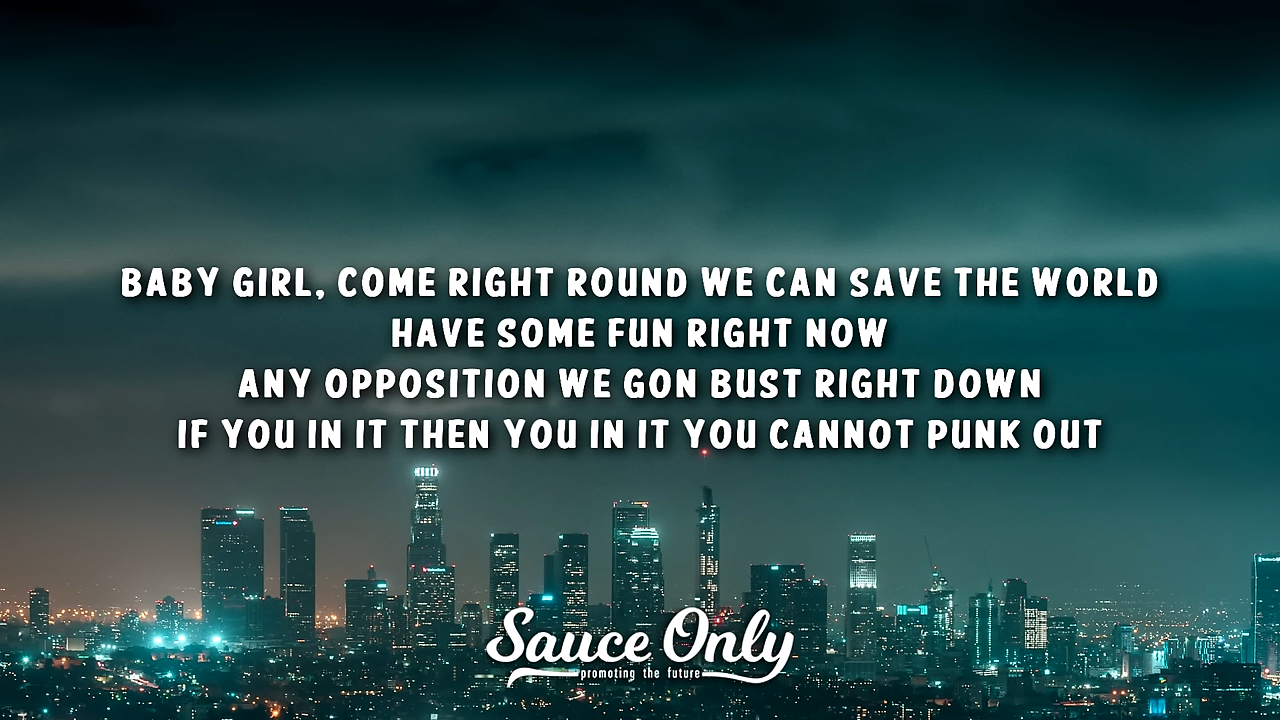 BABY GIRL, COME RIGHT ROUND WE CAN SAVE THE WORLD
HAVE SOME FUN RIGHT NOW
ANY OPPOSITION WE GON BUST RIGHT DOWN
IF YOU IN IT THEN YOU IN IT YOU CANNOT PUNK OUT
Sauce Only
promoting the future